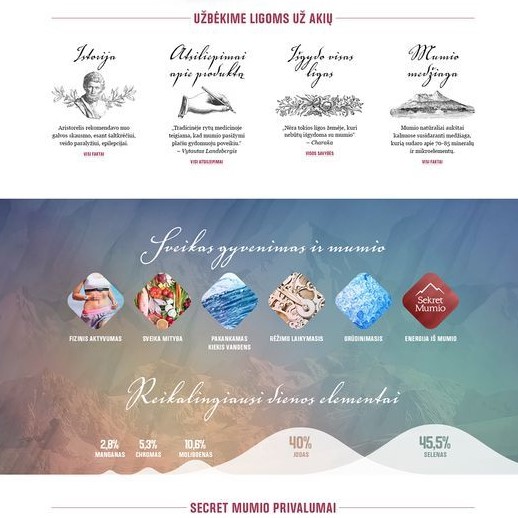 UŽBĖKIME LIGOMS UŽ AKIŲ
Istorija
Aristotelis rekomendavo nuo
galvos skausmo, esant šaltkrėčiui,
veido paralyžiui, epilepsijai.
VISI FAKTAI
Atsiliepimai
apie produktą
„Tradicinėje rytų medicinoje
teigiama, kad mumio pasižymi
plačiu gydomuoju poveikiu.“
– Vytautas Landsbergis
VISI ATSILIEPIMAI
Išgydo visas
ligas
„Nėra tokios ligos žemėje, kuri
nebūtų išgydoma su mumio“
– Charaka
VISOS SAVYBĖS
Mumio
medžiaga
Mumio natūraliai aukštai
kalnuose susidaranti medžiaga,
kurią sudaro apie 70-85 mineralų
ir mikroelementų.
VISI FAKTAI
Sveikas gyvenimas ir mumio
FIZINIS AKTYVUMAS
SVEIKA MITYBA
PAKANKAMAS
KIEKIS VANDENS
RĖŽIMO LAIKYMASIS
GRŪDINIMASIS
Sekret
Mumio
ENERGIJA IŠ MUMIO
Reikalingiausi dienos elementai
2,8%
MANGANAS
5,3%
CHROMAS
10,6%
MOLIBDENAS
40%
JODAS
45,5%
SELENAS
SECRET MUMIO PRIVALUMAI